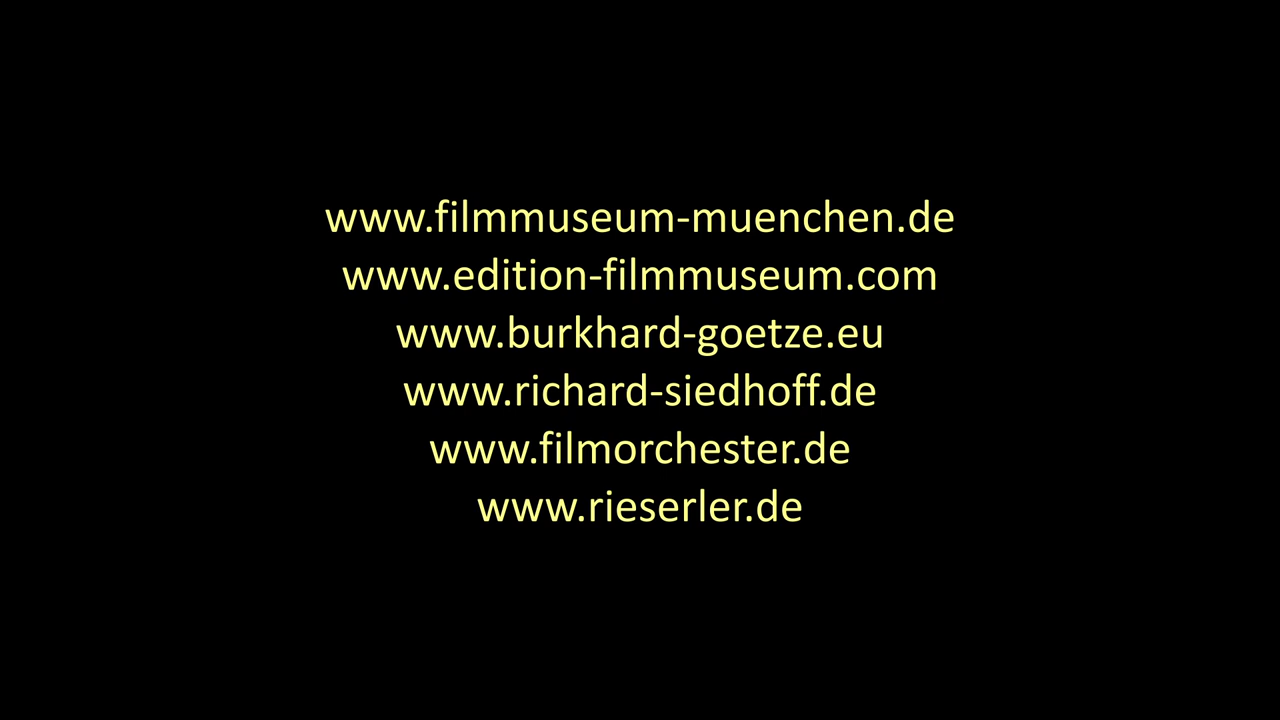 www.filmmuseum-muenchen.de
www.edition-filmmuseum.com
www.burkhard-goetze.eu
www.richard-siedhoff.de
www.filmorchester.de
www.rieserler.de